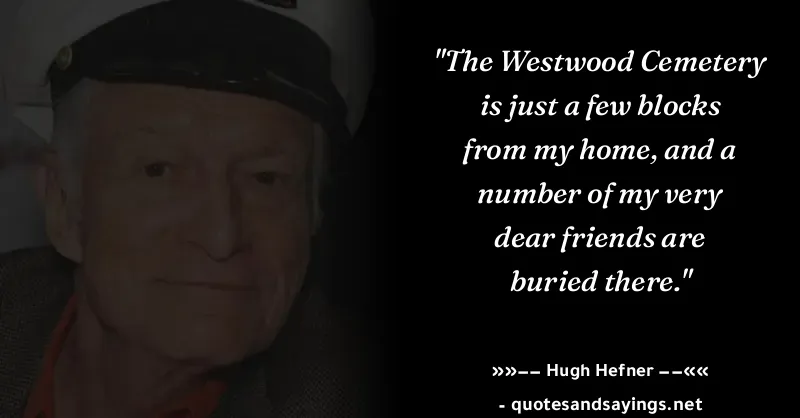 "The Westwood Cemetery
is just a few blocks
from my home, and a
number of my very
dear friends are
buried there."
»»–– Hugh Hefner ––««
- quotesandsayings.net